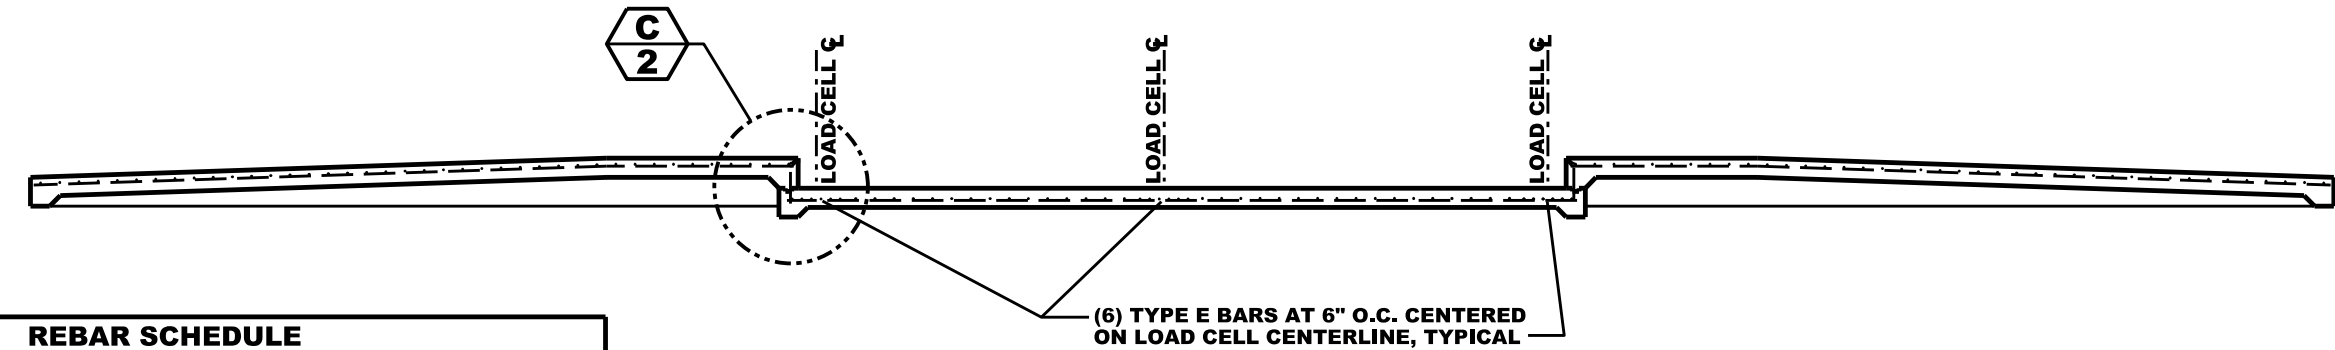 C
2
LOAD CELL ℄
LOAD CELL ℄
LOAD CELL ℄
(6) TYPE E BARS AT 6" O.C. CENTERED
ON LOAD CELL CENTERLINE, TYPICAL
REBAR SCHEDULE